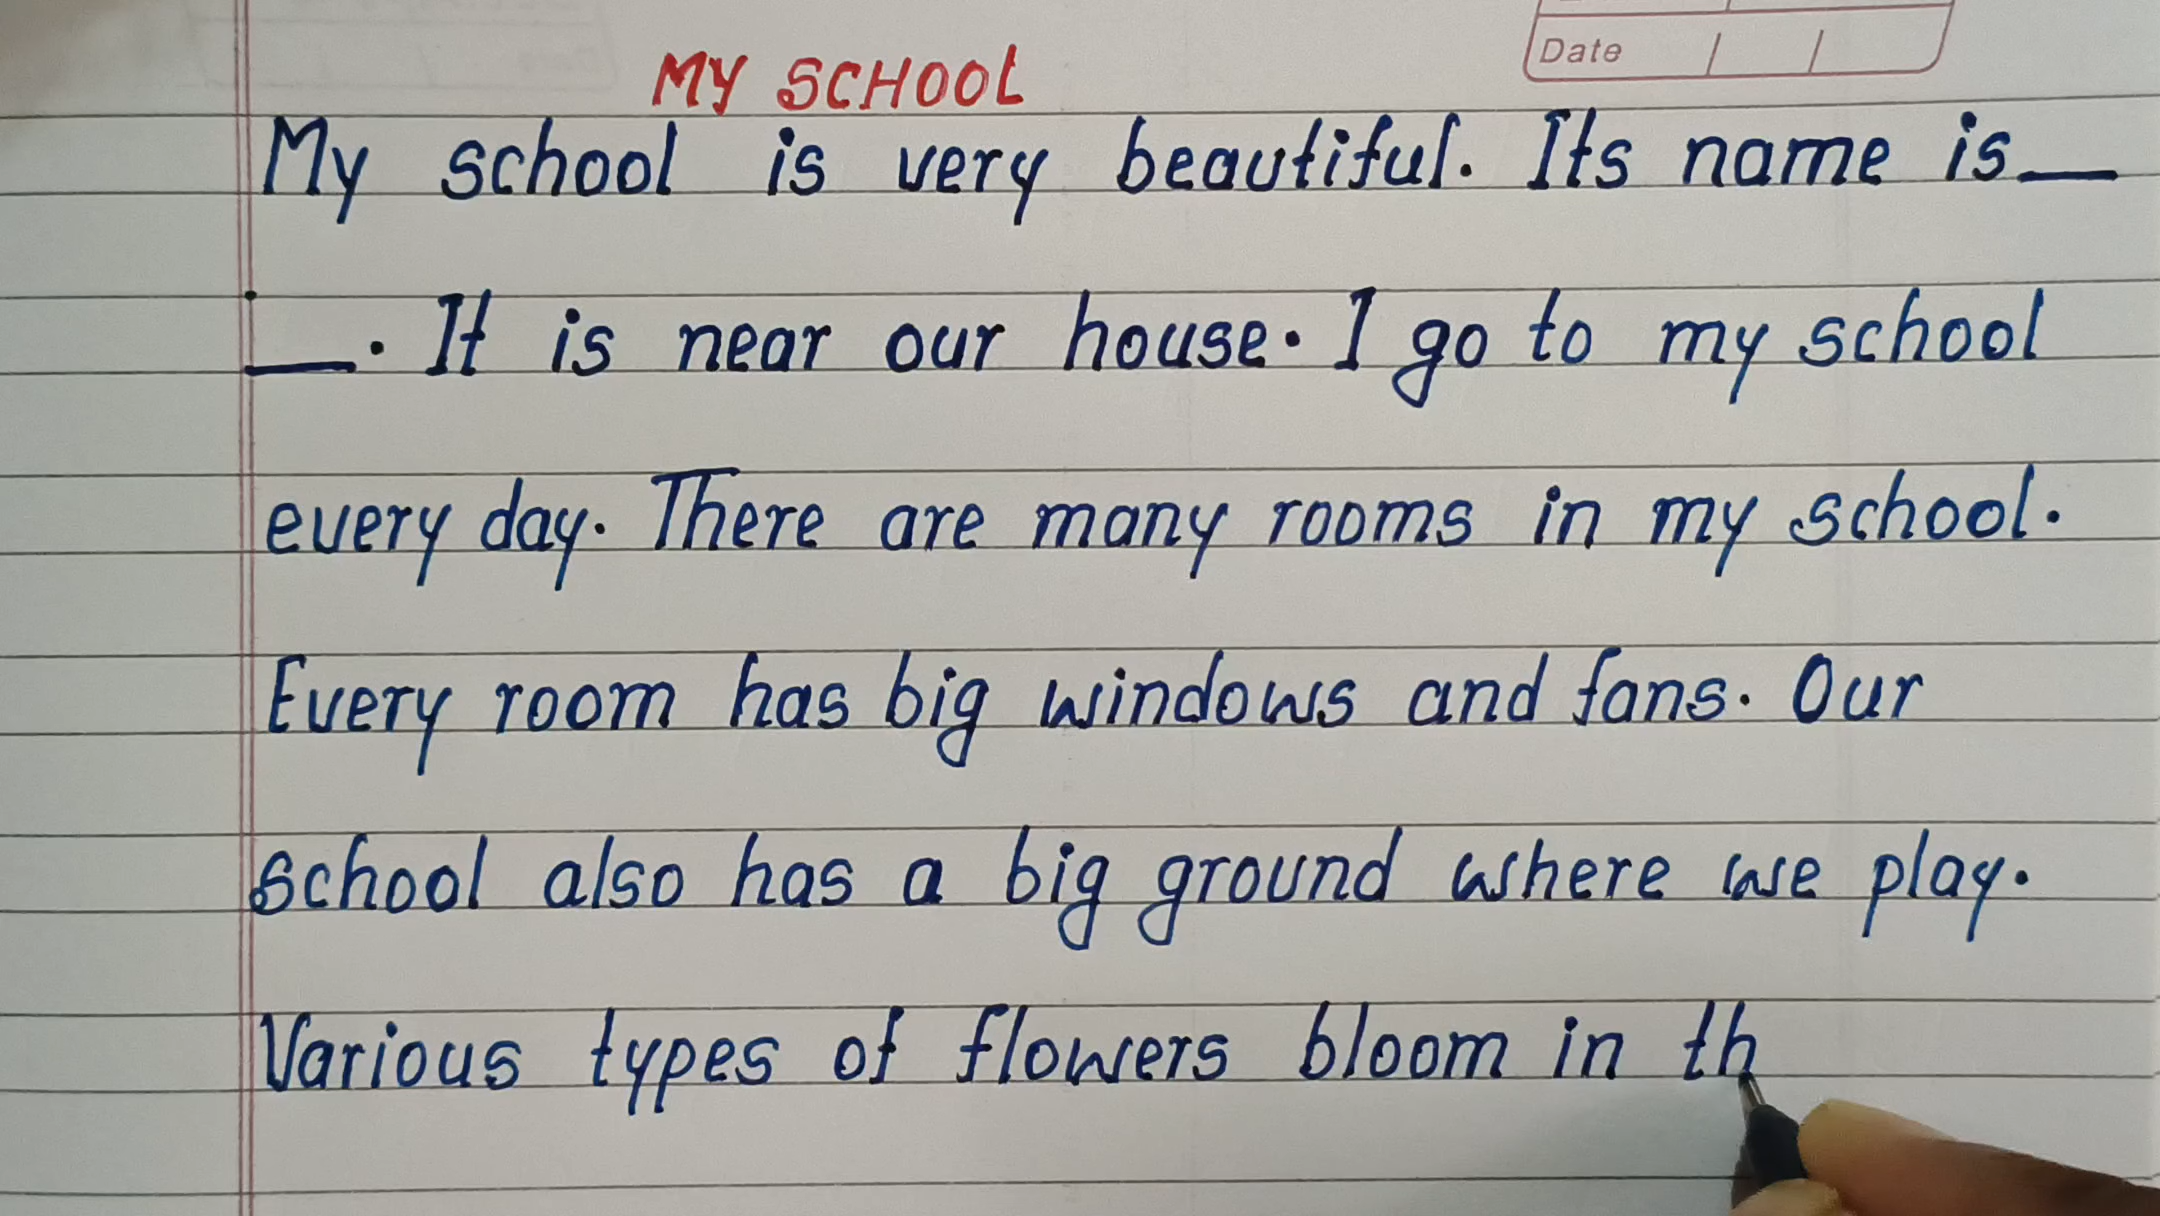 Date / /
MY SCHOOL
My school is very beautiful. Its name is __
__. It is near our house. I go to my school
every day. There are many rooms in my school.
Every room has big windows and fans. Our
school also has a big ground where we play.
Various types of flowers bloom in th